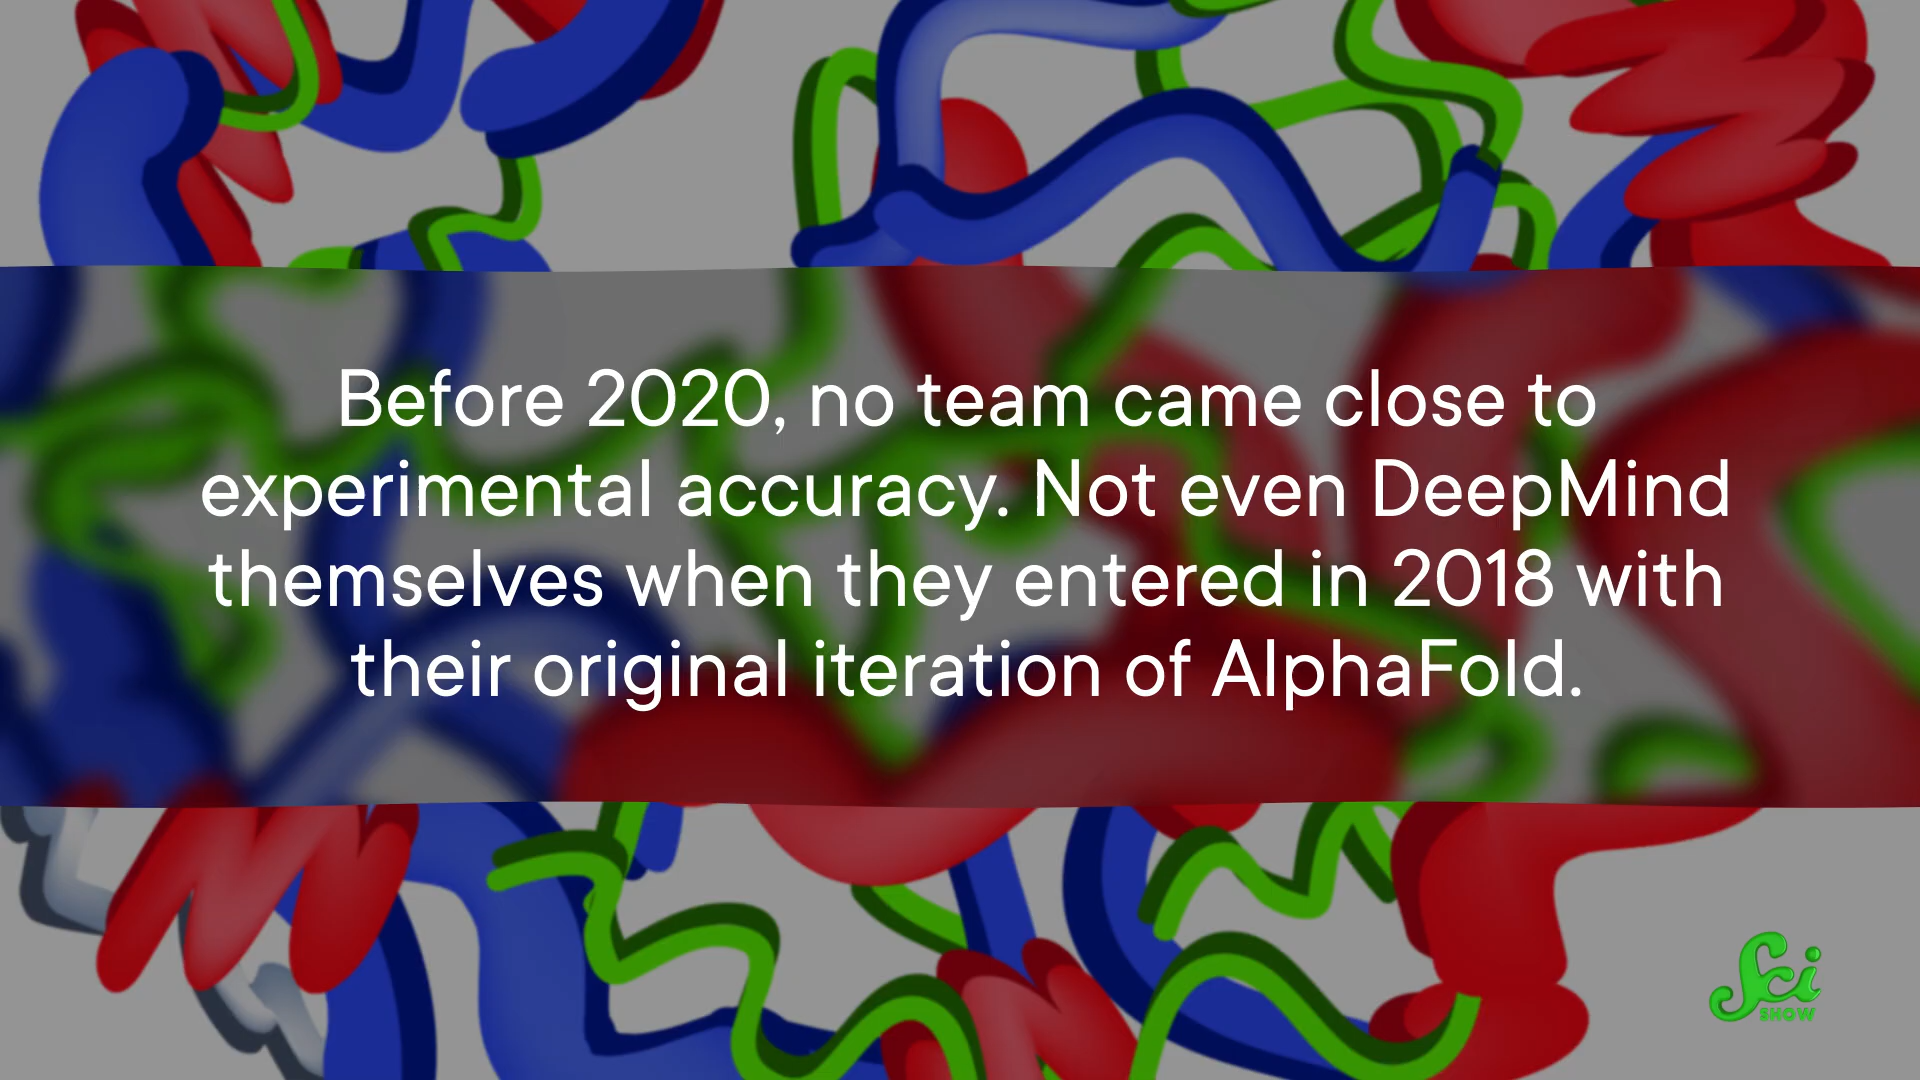 Before 2020, no team came close to
experimental accuracy. Not even DeepMind
themselves when they entered in 2018 with
their original iteration of AlphaFold.
Sci
SHOW